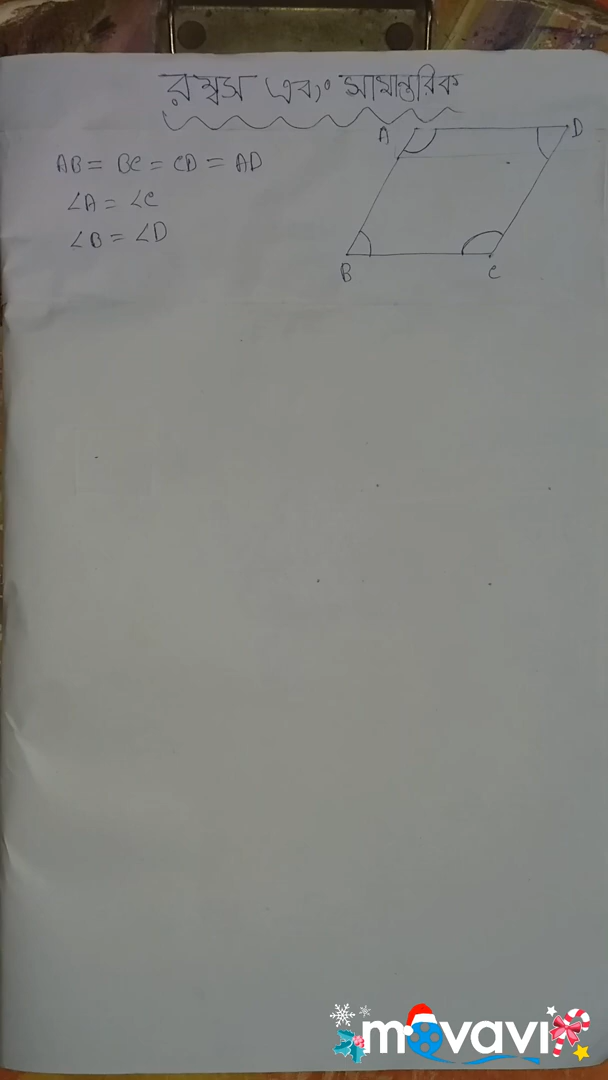 রম্বস এবং সামান্তরিক
AB = BC = CD = AD
∠A = ∠C
∠B = ∠D
A
D
B
C
movavi